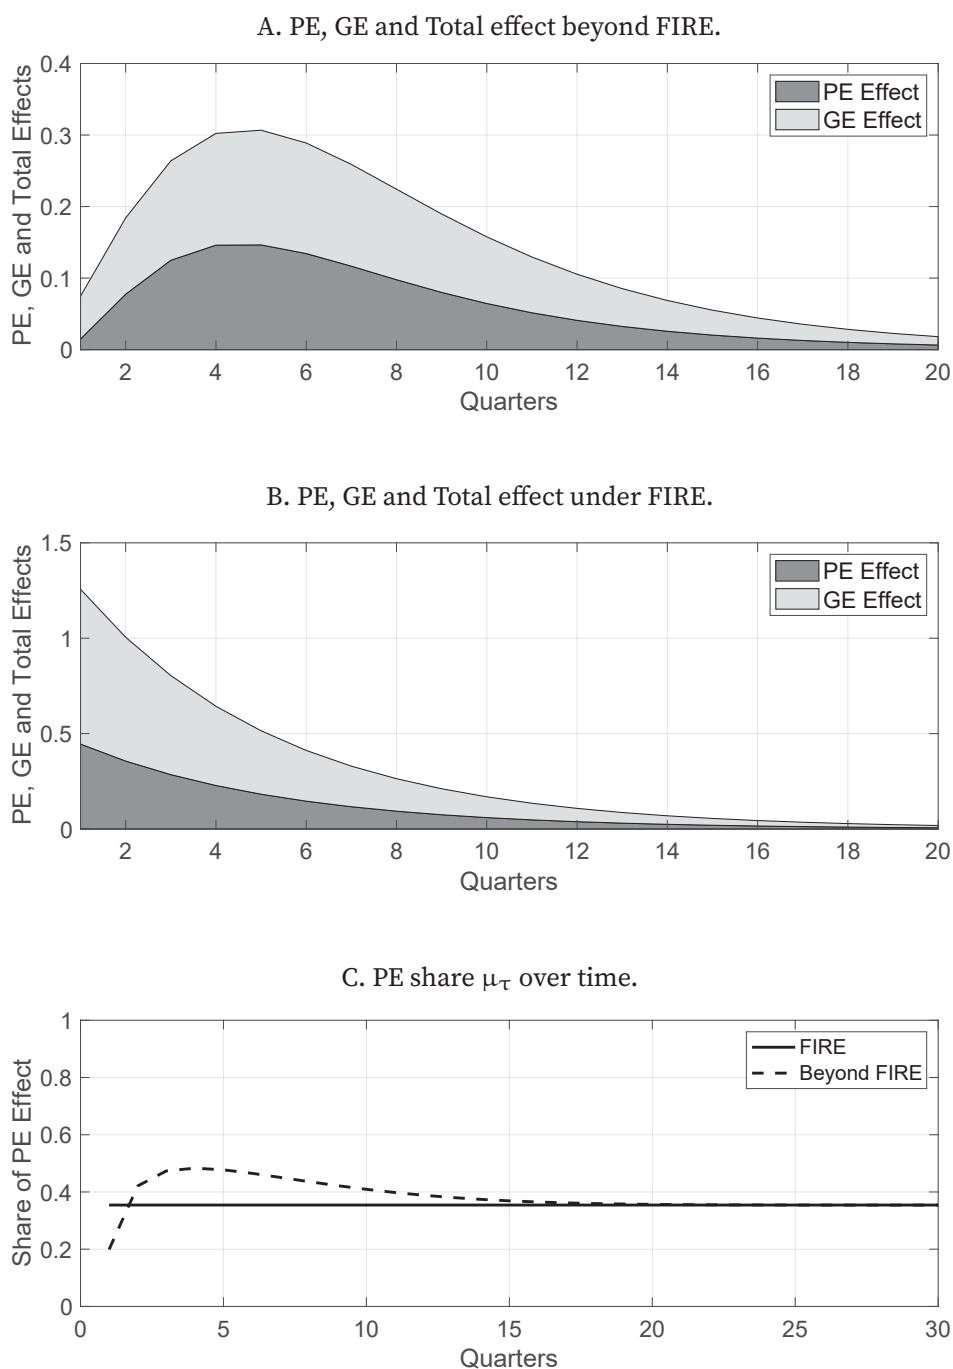 A. PE, GE and Total effect beyond FIRE.
PE, GE and Total Effects
0.4
0.3
0.2
0.1
0
PE Effect
GE Effect
2 4 6 8 10 12 14 16 18 20
Quarters
B. PE, GE and Total effect under FIRE.
PE, GE and Total Effects
1.5
1
0.5
0
PE Effect
GE Effect
2 4 6 8 10 12 14 16 18 20
Quarters
C. PE share μτ over time.
Share of PE Effect
1
0.8
0.6
0.4
0.2
0
FIRE
Beyond FIRE
0 5 10 15 20 25 30
Quarters